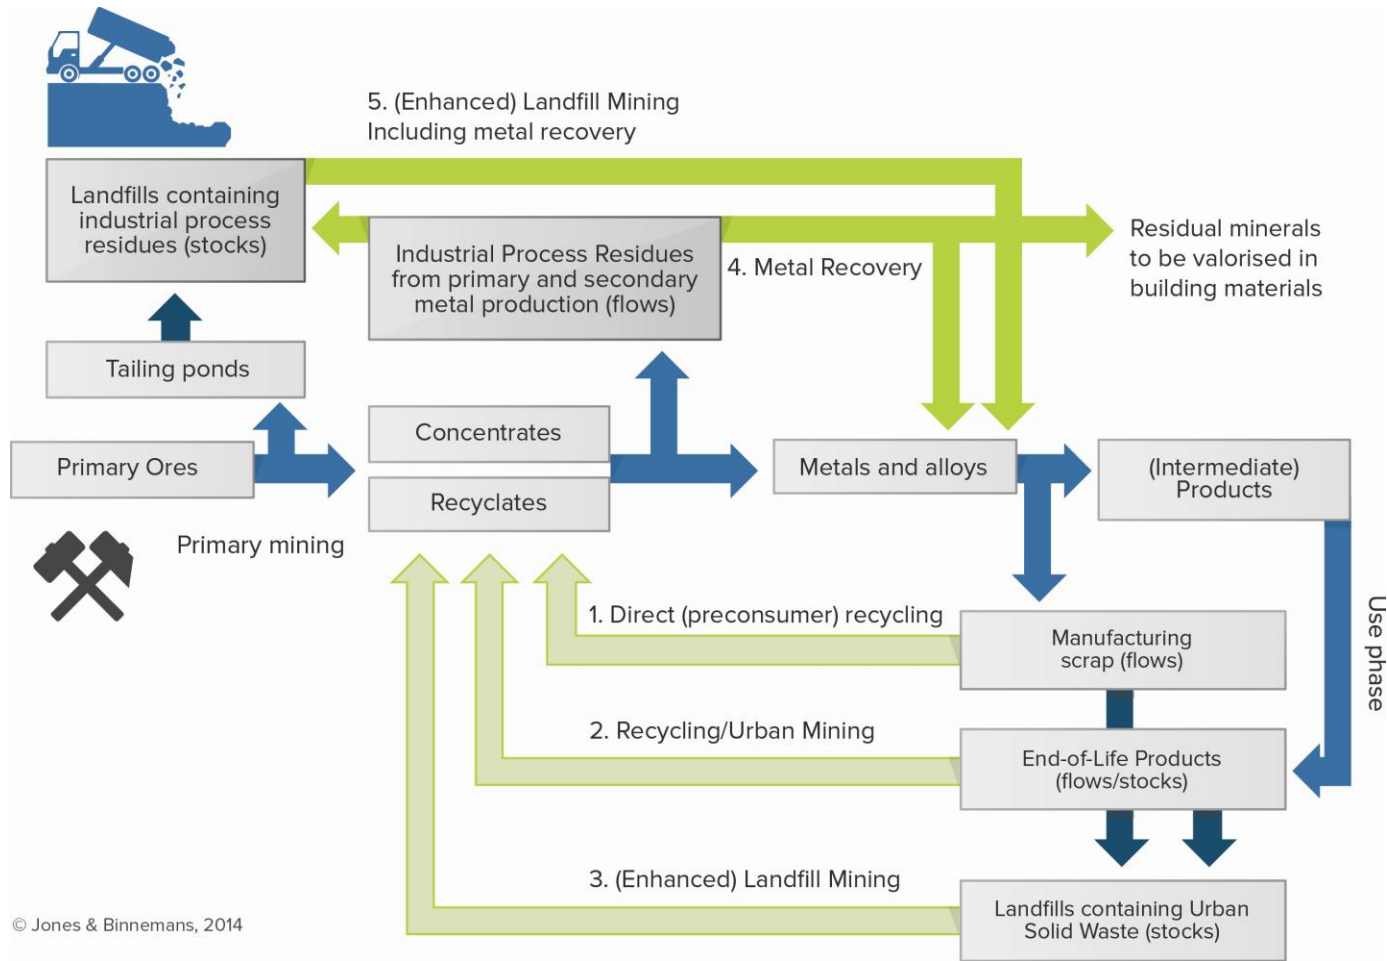 5. (Enhanced) Landfill Mining
Including metal recovery
Landfills containing
industrial process
residues (stocks)
Industrial Process Residues
from primary and secondary
metal production (flows)
4. Metal Recovery
Residual minerals
to be valorised in
building materials
Tailing ponds
Primary Ores
Concentrates
Recyclates
Metals and alloys
(Intermediate)
Products
Primary mining
Use phase
1. Direct (preconsumer) recycling
Manufacturing
scrap (flows)
2. Recycling/Urban Mining
End-of-Life Products
(flows/stocks)
3. (Enhanced) Landfill Mining
Landfills containing Urban
Solid Waste (stocks)
© Jones & Binnemans, 2014